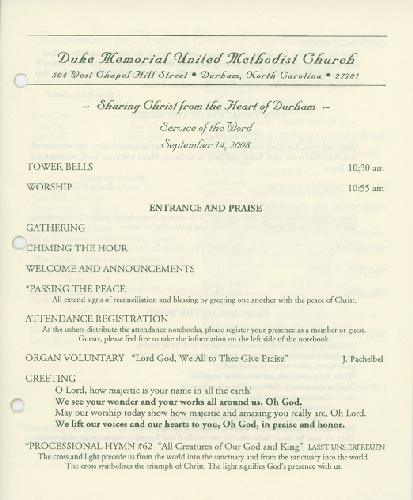 Duke Memorial United Methodist Church
504 West Chapel Hill Street • Durham, North Carolina • 27701
~ Sharing Christ from the Heart of Durham ~
Service of the Word
September 14, 2008
TOWER BELLS 10:30 am
WORSHIP 10:55 am
ENTRANCE AND PRAISE
GATHERING
CHIMING THE HOUR
WELCOME AND ANNOUNCEMENTS
*PASSING THE PEACE
All extend signs of reconciliation and blessing by greeting one another with the peace of Christ.
ATTENDANCE REGISTRATION
As the ushers distribute the attendance notebooks, please register your presence as a member or guest.
Guests, please feel free to take the information on the left side of the notebook.
ORGAN VOLUNTARY "Lord God, We All to Thee Give Praise" J. Pachelbel
GREETING
O Lord, how majestic is your name in all the earth!
We see your wonder and your works all around us, Oh God.
May our worship today show how majestic and amazing you really are, Oh Lord.
We lift our voices and our hearts to you, Oh God, in praise and honor.
*PROCESSIONAL HYMN #62 "All Creatures of Our God and King" LASST UNS ERFREUEN
The cross and light precede us from the world into the sanctuary and from the sanctuary into the world.
The cross symbolizes the triumph of Christ. The light signifies God's presence with us.